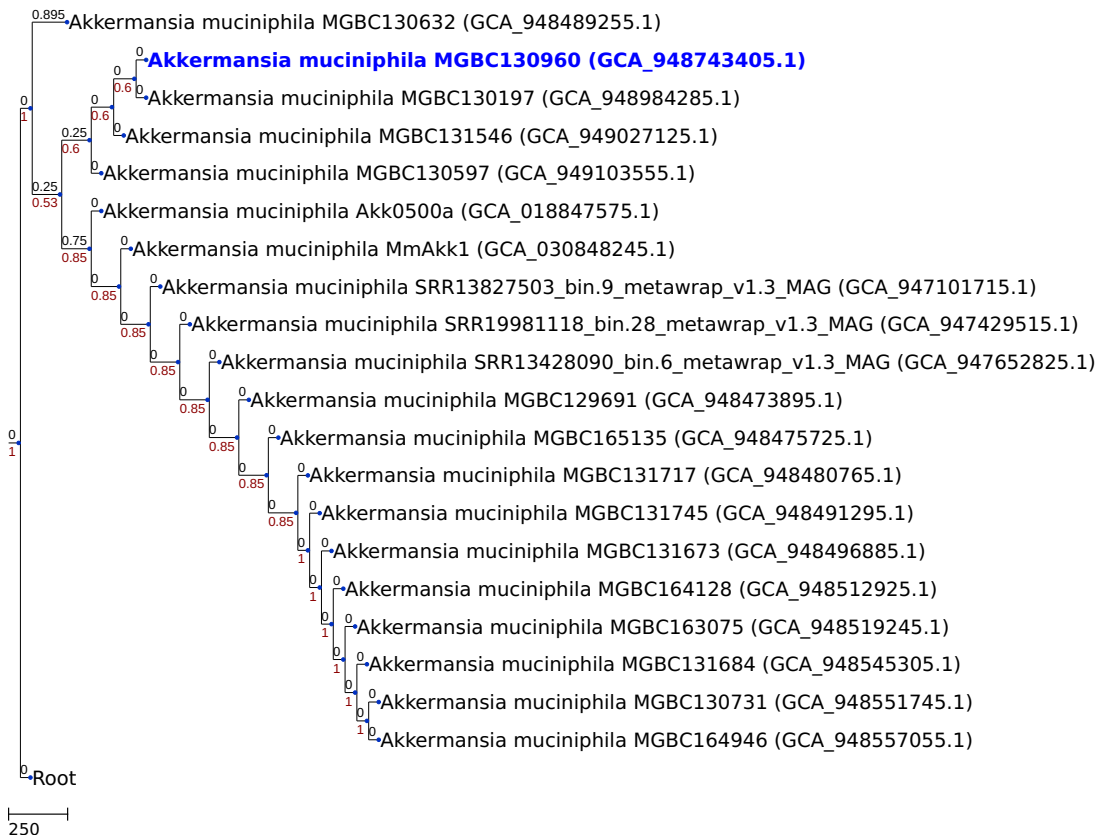 0.895 Akkermansia muciniphila MGBC130632 (GCA_948489255.1)
0 Akkermansia muciniphila MGBC130960 (GCA_948743405.1)
0
0.6
0 Akkermansia muciniphila MGBC130197 (GCA_948984285.1)
0
0.6
0
1
0 Akkermansia muciniphila MGBC131546 (GCA_949027125.1)
0.25
0.6
0 Akkermansia muciniphila MGBC130597 (GCA_949103555.1)
0.25
0.53
0 Akkermansia muciniphila Akk0500a (GCA_018847575.1)
0.75
0.85
0 Akkermansia muciniphila MmAkk1 (GCA_030848245.1)
0
0.85
0 Akkermansia muciniphila SRR13827503_bin.9_metawrap_v1.3_MAG (GCA_947101715.1)
0
0.85
0 Akkermansia muciniphila SRR19981118_bin.28_metawrap_v1.3_MAG (GCA_947429515.1)
0
0.85
0 Akkermansia muciniphila SRR13428090_bin.6_metawrap_v1.3_MAG (GCA_947652825.1)
0
0.85
0 Akkermansia muciniphila MGBC129691 (GCA_948473895.1)
0
0.85
0 Akkermansia muciniphila MGBC165135 (GCA_948475725.1)
0
1
0
0.85
0 Akkermansia muciniphila MGBC131717 (GCA_948480765.1)
0
0.85
0 Akkermansia muciniphila MGBC131745 (GCA_948491295.1)
0
1
0 Akkermansia muciniphila MGBC131673 (GCA_948496885.1)
0
1
0 Akkermansia muciniphila MGBC164128 (GCA_948512925.1)
0
1
0 Akkermansia muciniphila MGBC163075 (GCA_948519245.1)
0
1
0 Akkermansia muciniphila MGBC131684 (GCA_948545305.1)
0
1
0 Akkermansia muciniphila MGBC130731 (GCA_948551745.1)
0
1
0 Akkermansia muciniphila MGBC164946 (GCA_948557055.1)
0 Root
250